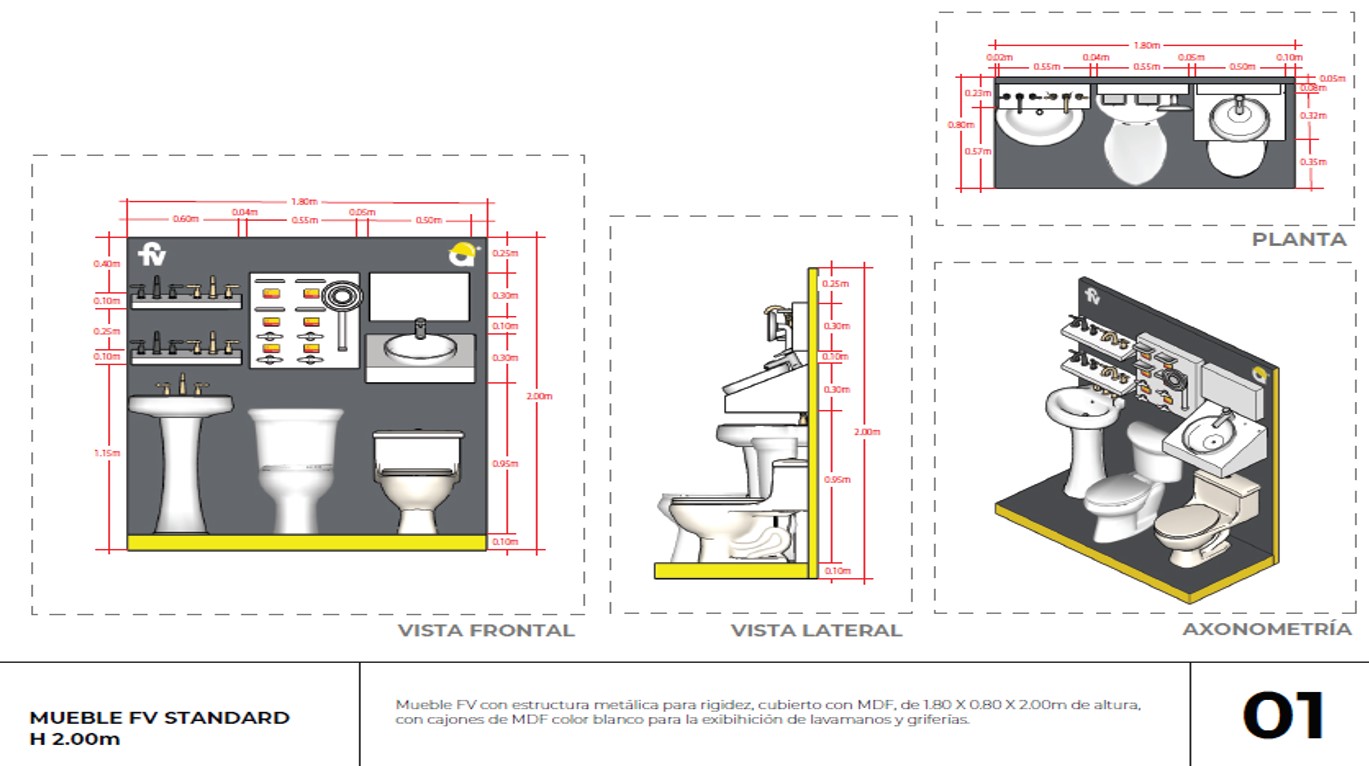 1.80m
0.02m 0.04m 0.05m 0.10m
0.55m 0.55m 0.50m
0.05m
0.08m
0.23m
0.32m
0.80m
0.57m
0.35m
PLANTA
1.80m
0.60m 0.04m 0.55m 0.05m 0.50m
fv
a
0.40m
0.10m
0.25m
0.10m
1.15m
0.25m
0.30m
0.10m
0.30m
2.00m
0.95m
0.10m
VISTA FRONTAL
0.25m
0.30m
0.10m
0.30m
2.00m
0.95m
0.10m
VISTA LATERAL
fv
a
AXONOMETRÍA
MUEBLE FV STANDARD
H 2.00m
Mueble FV con estructura metálica para rigidez, cubierto con MDF, de 1.80 X 0.80 X 2.00m de altura,
con cajones de MDF color blanco para la exibihición de lavamanos y griferías.
01